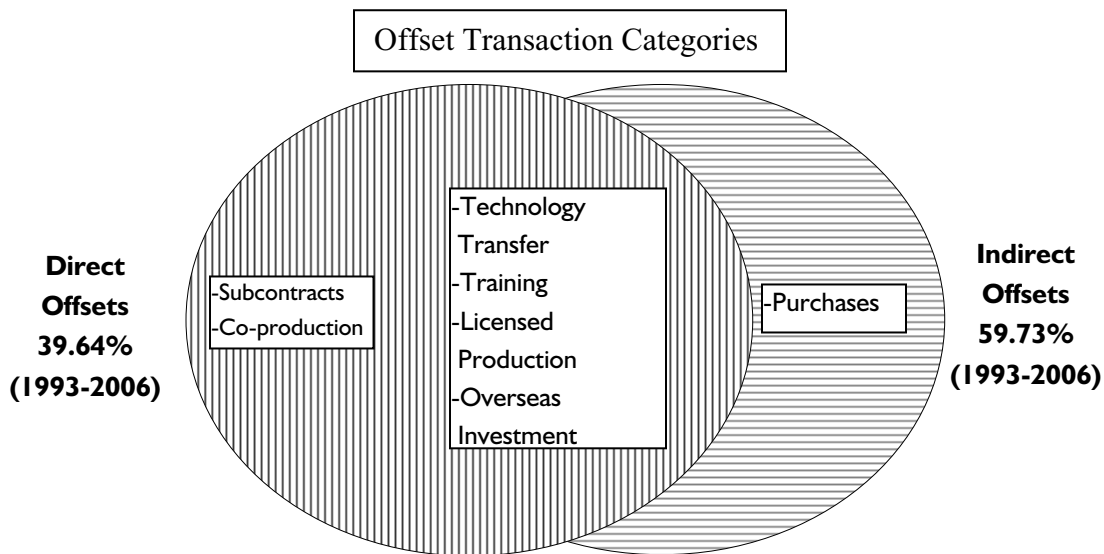 Offset Transaction Categories
Direct
Offsets
39.64%
(1993-2006)
-Subcontracts
-Co-production
-Technology
Transfer
-Training
-Licensed
Production
-Overseas
Investment
-Purchases
Indirect
Offsets
59.73%
(1993-2006)